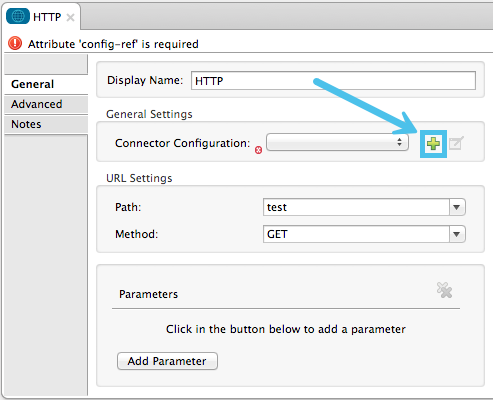 HTTP
Attribute 'config-ref' is required
General
Advanced
Notes
Display Name: HTTP
General Settings
Connector Configuration:
URL Settings
Path: test
Method: GET
Parameters
Click in the button below to add a parameter
Add Parameter